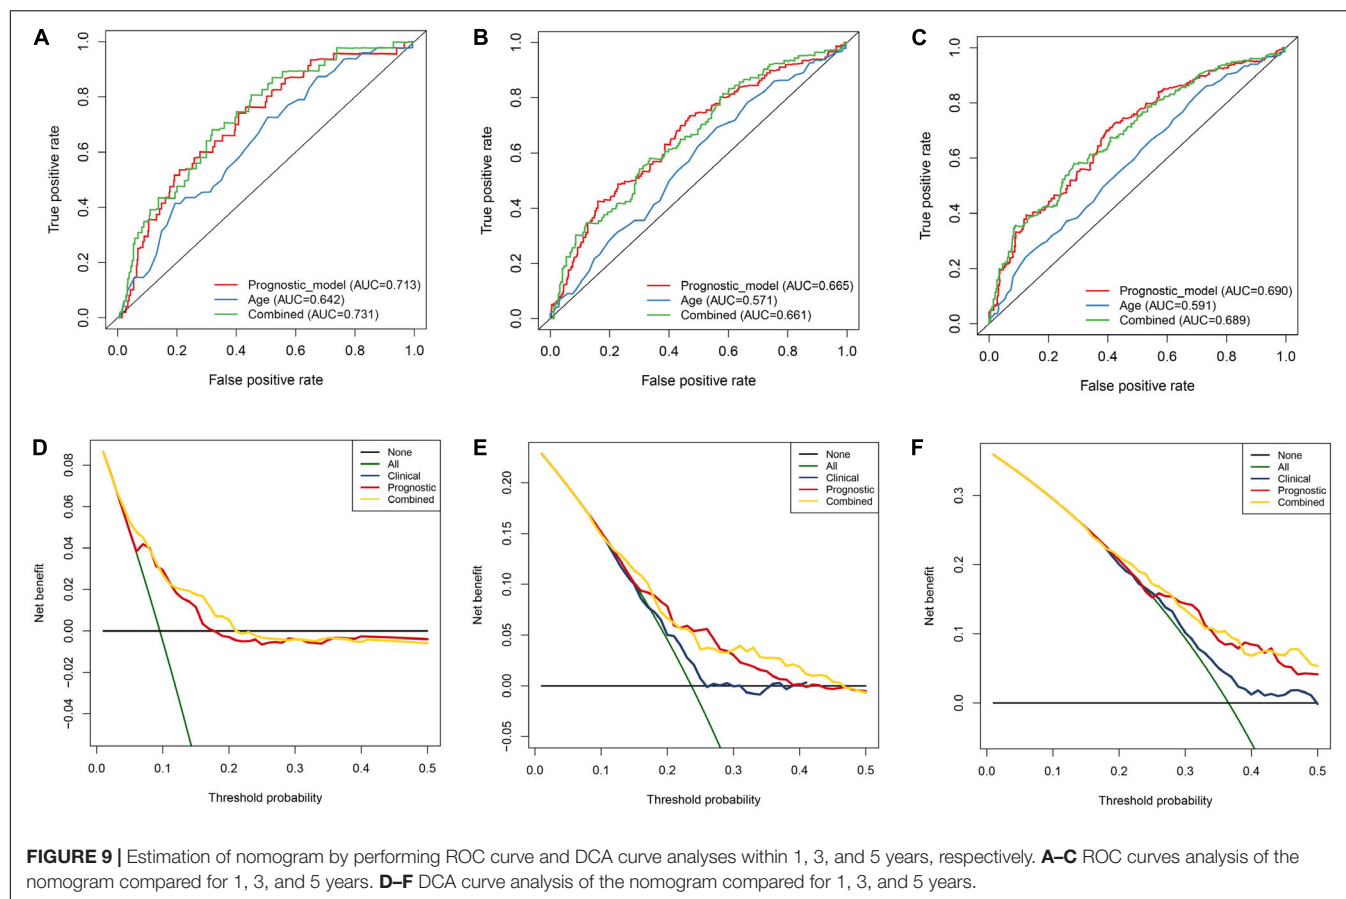 A
True positive rate
1.0
0.8
0.6
0.4
0.2
0.0
Prognostic_model (AUC=0.713)
Age (AUC=0.642)
Combined (AUC=0.731)
0.0 0.2 0.4 0.6 0.8 1.0
False positive rate
B
True positive rate
1.0
0.8
0.6
0.4
0.2
0.0
Prognostic_model (AUC=0.665)
Age (AUC=0.571)
Combined (AUC=0.661)
0.0 0.2 0.4 0.6 0.8 1.0
False positive rate
C
True positive rate
1.0
0.8
0.6
0.4
0.2
0.0
Prognostic_model (AUC=0.690)
Age (AUC=0.591)
Combined (AUC=0.689)
0.0 0.2 0.4 0.6 0.8 1.0
False positive rate
D
Net benefit
0.08
0.06
0.04
0.02
0.00
−0.02
−0.04
None
All
Clinical
Prognostic
Combined
0.0 0.1 0.2 0.3 0.4 0.5
Threshold probability
E
Net benefit
0.20
0.15
0.10
0.05
0.00
−0.05
None
All
Clinical
Prognostic
Combined
0.0 0.1 0.2 0.3 0.4 0.5
Threshold probability
F
Net benefit
0.3
0.2
0.1
0.0
None
All
Clinical
Prognostic
Combined
0.0 0.1 0.2 0.3 0.4 0.5
Threshold probability
FIGURE 9 | Estimation of nomogram by performing ROC curve and DCA curve analyses within 1, 3, and 5 years, respectively. A–C ROC curves analysis of the
nomogram compared for 1, 3, and 5 years. D–F DCA curve analysis of the nomogram compared for 1, 3, and 5 years.